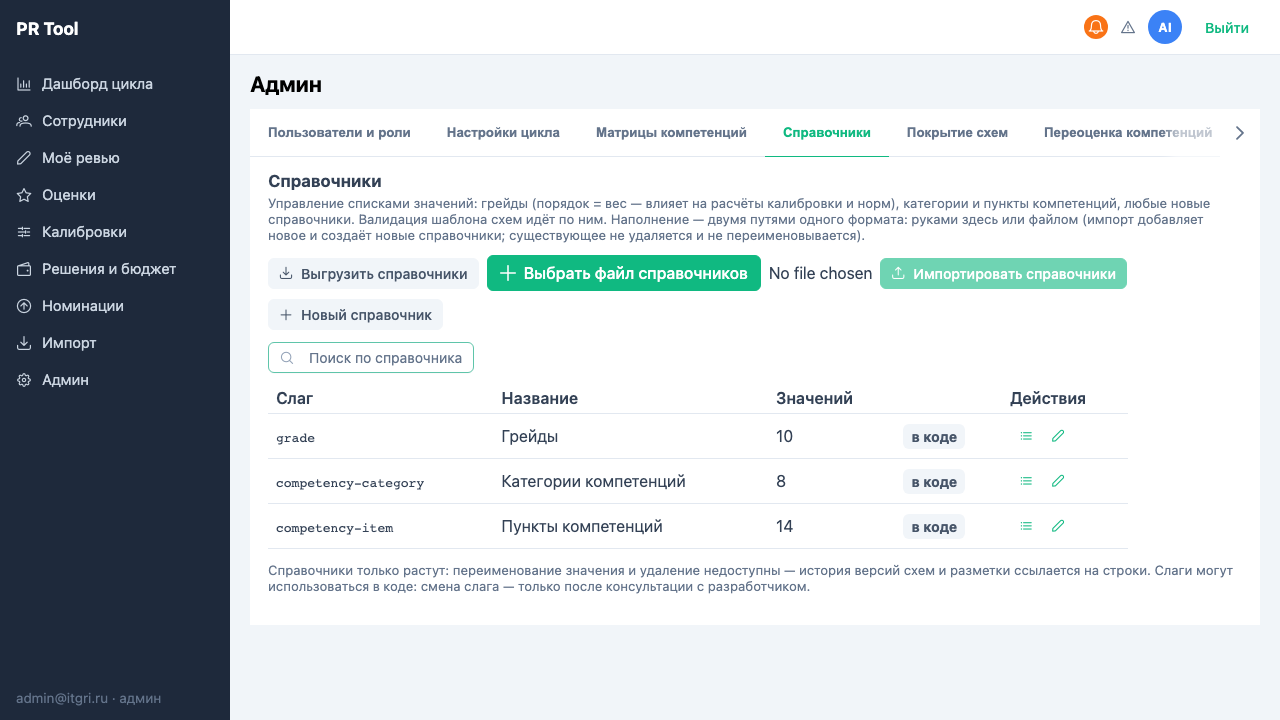 PR Tool
AI
Выйти
Дашборд цикла
Сотрудники
Моё ревью
Оценки
Калибровки
Решения и бюджет
Номинации
Импорт
Админ
admin@itgri.ru · админ
Админ
Пользователи и роли
Настройки цикла
Матрицы компетенций
Справочники
Покрытие схем
Переоценка компетенций
Справочники
Управление списками значений: грейды (порядок = вес — влияет на расчёты калибровки и норм), категории и пункты компетенций, любые новые
справочники. Валидация шаблона схем идёт по ним. Наполнение — двумя путями одного формата: руками здесь или файлом (импорт добавляет
новое и создаёт новые справочники; существующее не удаляется и не переименовывается).
Выгрузить справочники
Выбрать файл справочников
No file chosen
Импортировать справочники
Новый справочник
Поиск по справочника
Слаг Название Значений Действия
grade Грейды 10 в коде
competency-category Категории компетенций 8 в коде
competency-item Пункты компетенций 14 в коде
Справочники только растут: переименование значения и удаление недоступны — история версий схем и разметки ссылается на строки. Слаги могут
использоваться в коде: смена слага — только после консультации с разработчиком.